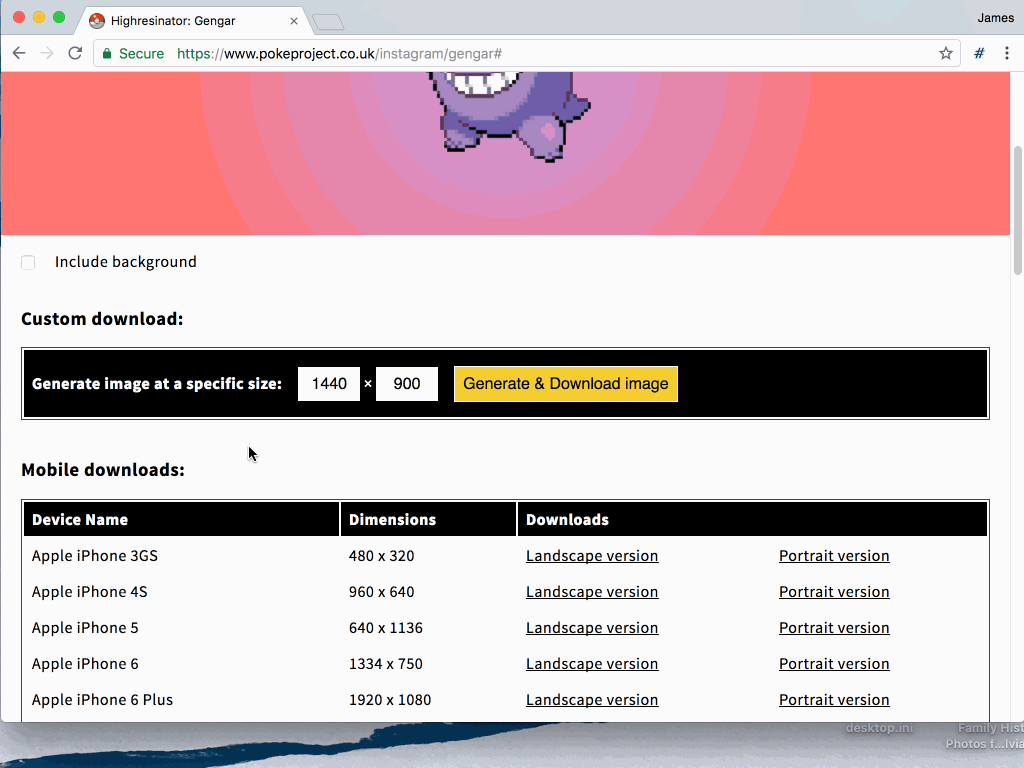 Highresinator: Gengar
James
Secure https://www.pokeproject.co.uk/instagram/gengar#
Include background
Custom download:
Generate image at a specific size: 1440 × 900 Generate & Download image
Mobile downloads:
Device Name Dimensions Downloads
Apple iPhone 3GS 480 x 320 Landscape version Portrait version
Apple iPhone 4S 960 x 640 Landscape version Portrait version
Apple iPhone 5 640 x 1136 Landscape version Portrait version
Apple iPhone 6 1334 x 750 Landscape version Portrait version
Apple iPhone 6 Plus 1920 x 1080 Landscape version Portrait version
desktop.ini Family Hist
Photos f...lvia